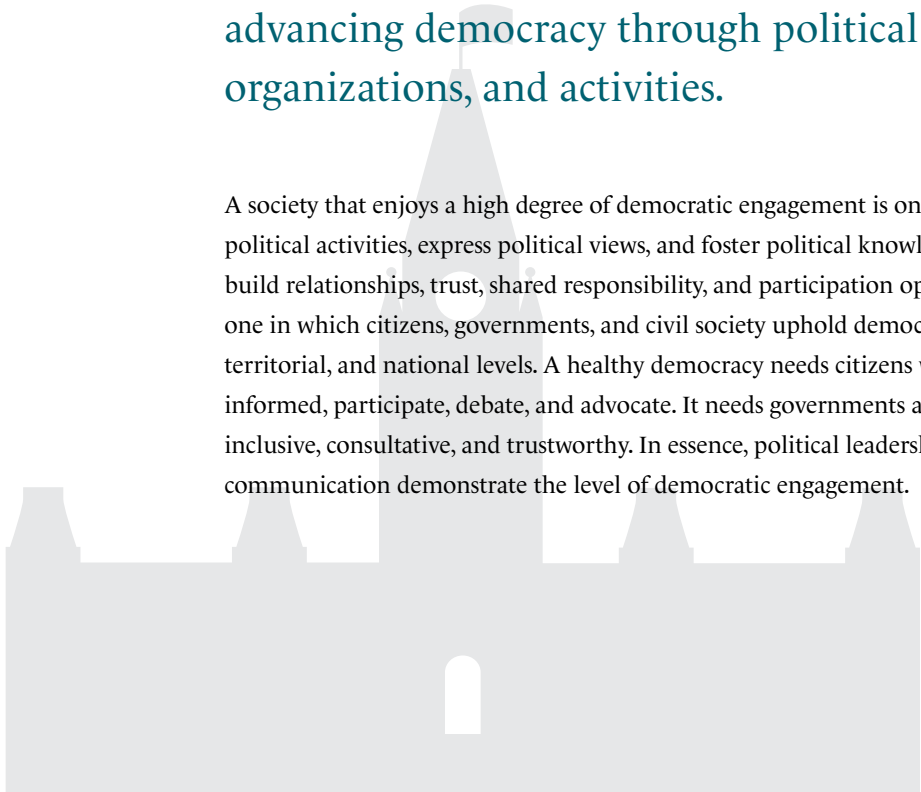 advancing democracy through political
organizations, and activities.
A society that enjoys a high degree of democratic engagement is on
political activities, express political views, and foster political knowl
build relationships, trust, shared responsibility, and participation op
one in which citizens, governments, and civil society uphold democ
territorial, and national levels. A healthy democracy needs citizens
informed, participate, debate, and advocate. It needs governments a
inclusive, consultative, and trustworthy. In essence, political leaders
communication demonstrate the level of democratic engagement.